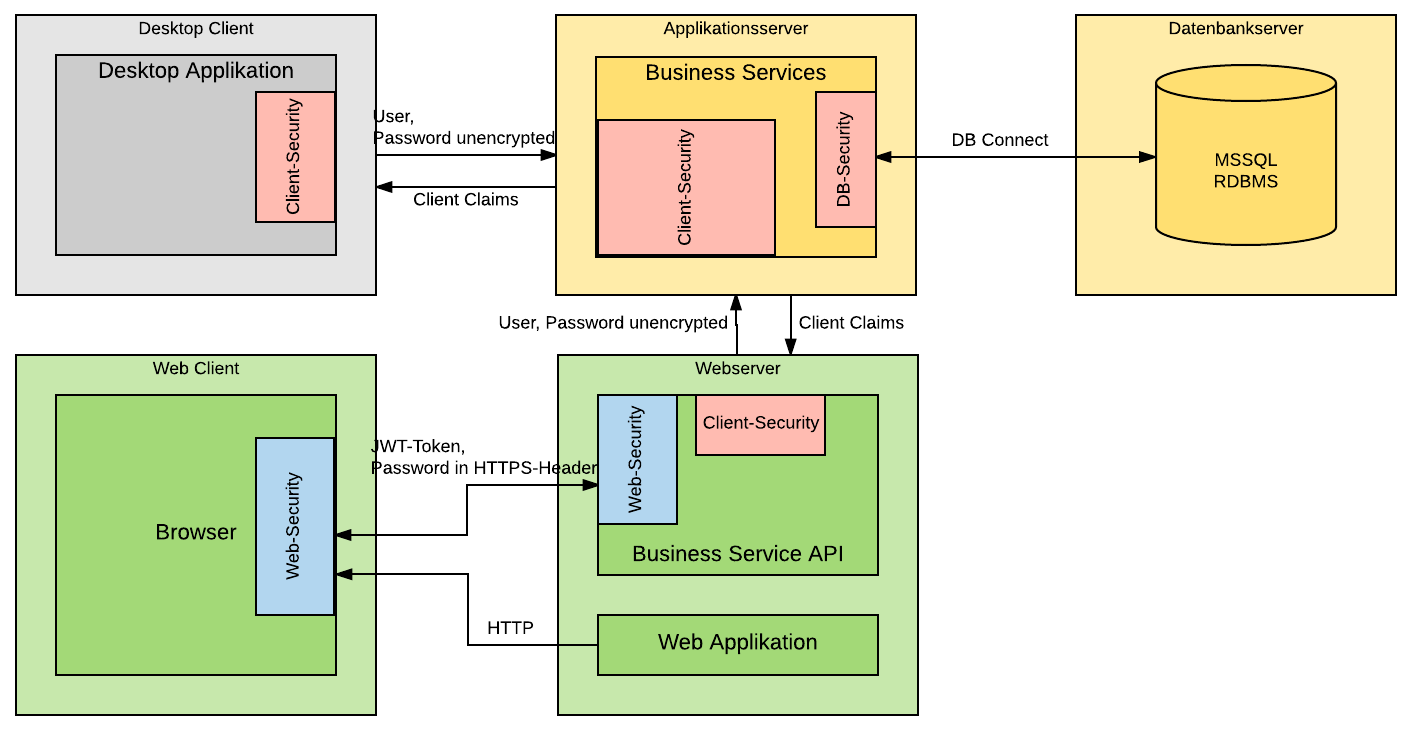 Desktop Client
Desktop Applikation
Client-Security
User,
Password unencrypted
Client Claims
Applikationsserver
Business Services
Client-Security
DB-Security
DB Connect
Datenbankserver
MSSQL
RDBMS
User, Password unencrypted
Client Claims
Web Client
Browser
Web-Security
JWT-Token,
Password in HTTPS-Header
HTTP
Webserver
Web-Security
Client-Security
Business Service API
Web Applikation